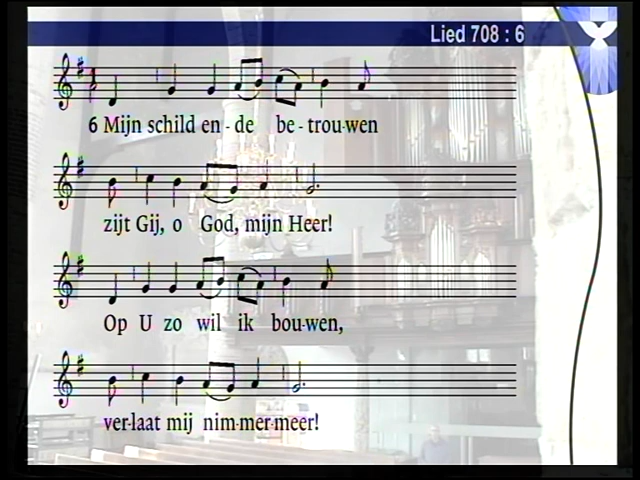 Lied 708 : 6
6 Mijn schild en - de be - trou-wen
zijt Gij, o God, mijn Heer!
Op U zo wil ik bou-wen,
ver-laat mij nim-mer-meer!